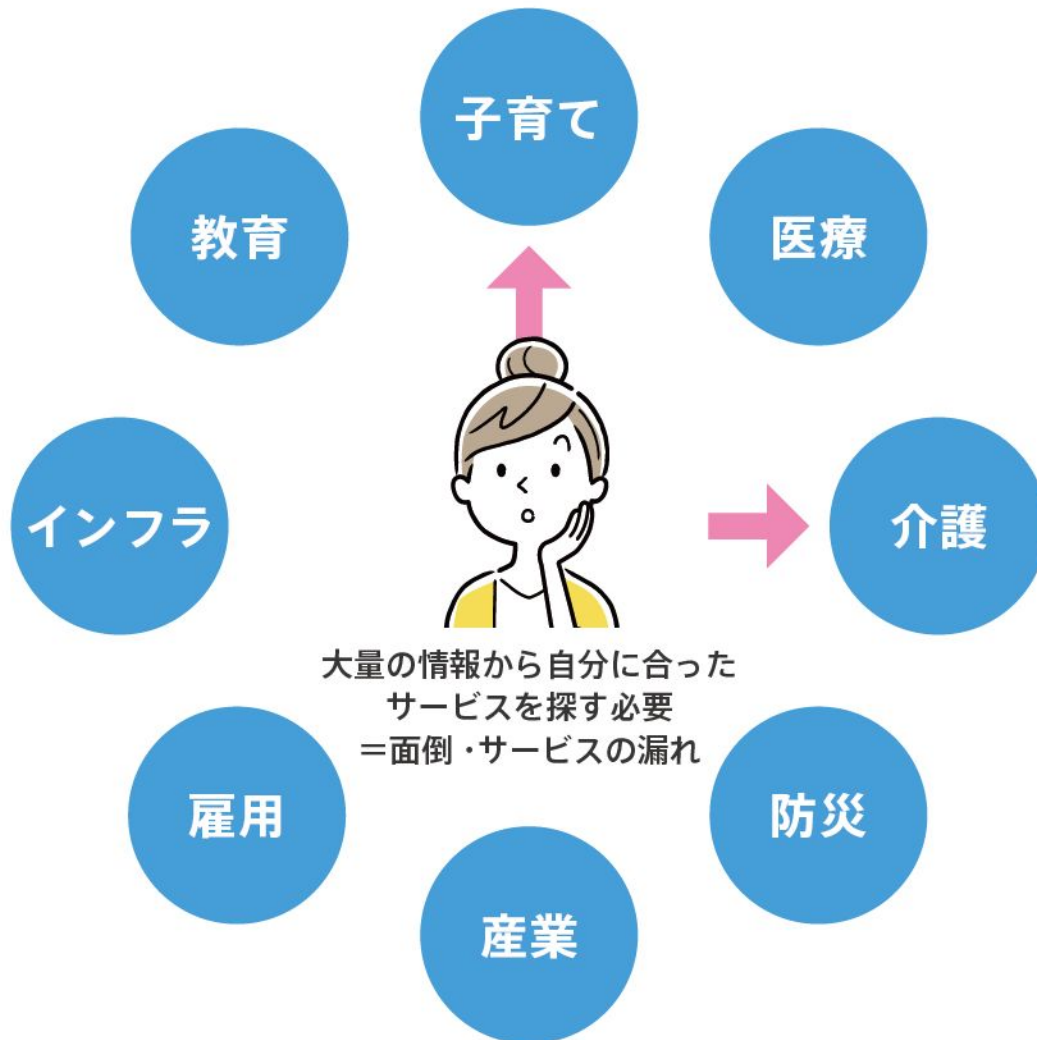 子育て
教育
医療
インフラ
介護
大量の情報から自分に合った
サービスを探す必要
＝面倒・サービスの漏れ
雇用
防災
産業